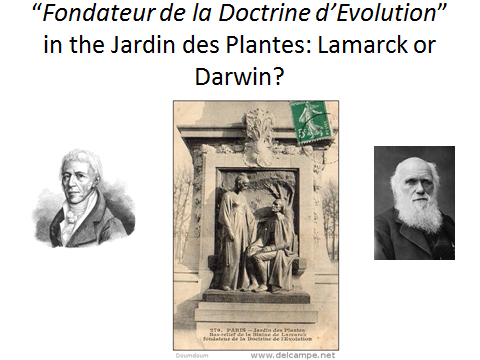 “Fondateur de la Doctrine d’Evolution”
in the Jardin des Plantes: Lamarck or
Darwin?
279. PARIS — Jardin des Plantes
Bas-relief de la Statue de Lamarck
fondateur de la Doctrine de l'Evolution
Doumdoum
www.delcampe.net